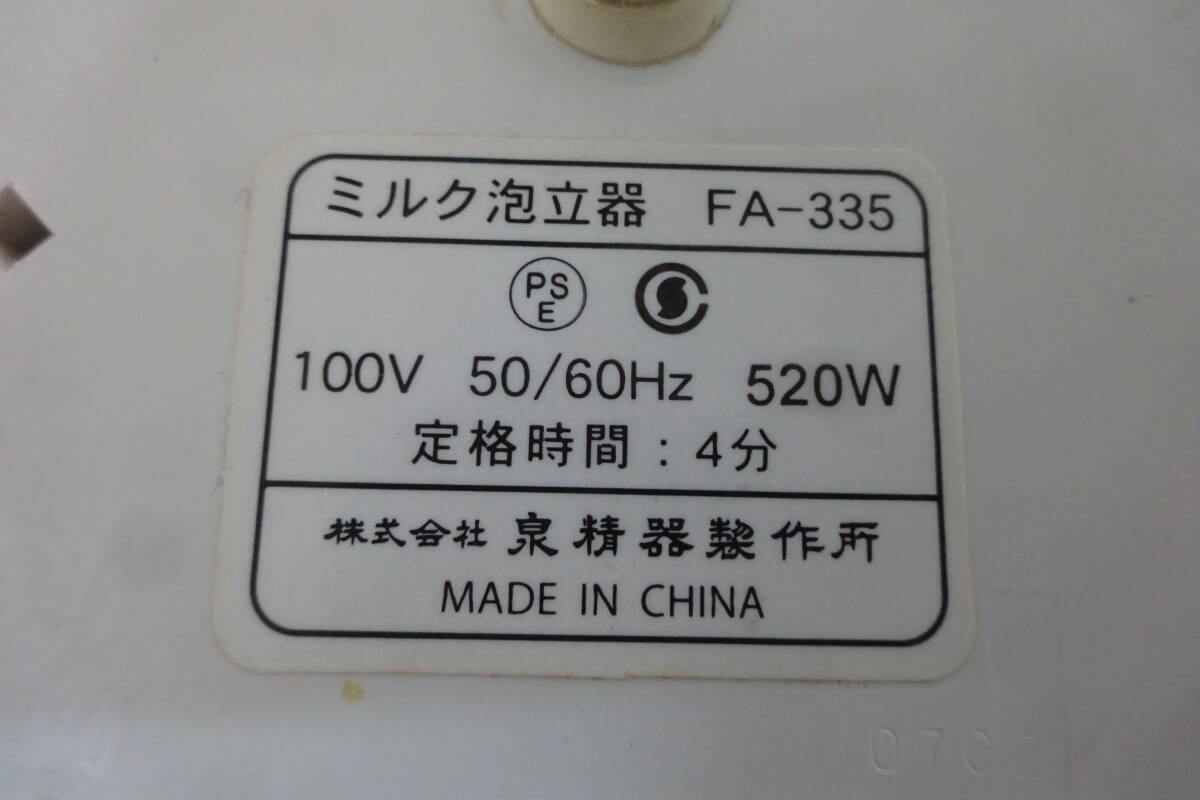 ミルク泡立器 FA-335
PS
E
100V 50/60Hz 520W
定格時間：4分
株式会社 泉精器製作所
MADE IN CHINA